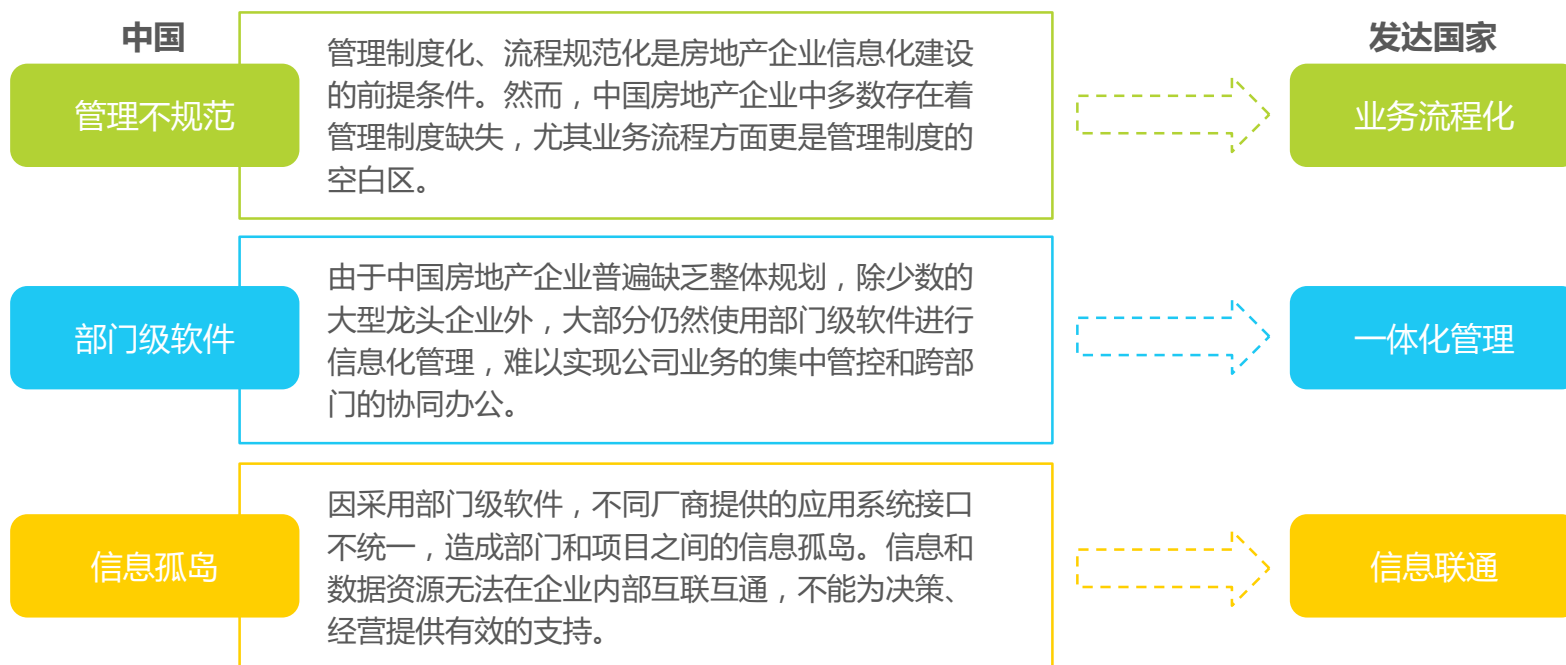 中国
发达国家
管理不规范
管理制度化、流程规范化是房地产企业信息化建设
的前提条件。然而，中国房地产企业中多数存在着
管理制度缺失，尤其业务流程方面更是管理制度的
空白区。
业务流程化
部门级软件
由于中国房地产企业普遍缺乏整体规划，除少数的
大型龙头企业外，大部分仍然使用部门级软件进行
信息化管理，难以实现公司业务的集中管控和跨部
门的协同办公。
一体化管理
信息孤岛
因采用部门级软件，不同厂商提供的应用系统接口
不统一，造成部门和项目之间的信息孤岛。信息和
数据资源无法在企业内部互联互通，不能为决策、
经营提供有效的支持。
信息联通